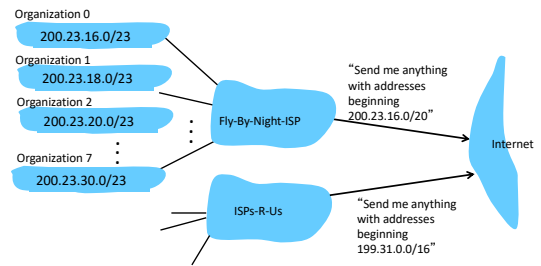 Organization 0
200.23.16.0/23
Organization 1
200.23.18.0/23
Organization 2
200.23.20.0/23
Organization 7
200.23.30.0/23
Fly-By-Night-ISP
“Send me anything
with addresses
beginning
200.23.16.0/20”
Internet
ISPs-R-Us
“Send me anything
with addresses
beginning
199.31.0.0/16”